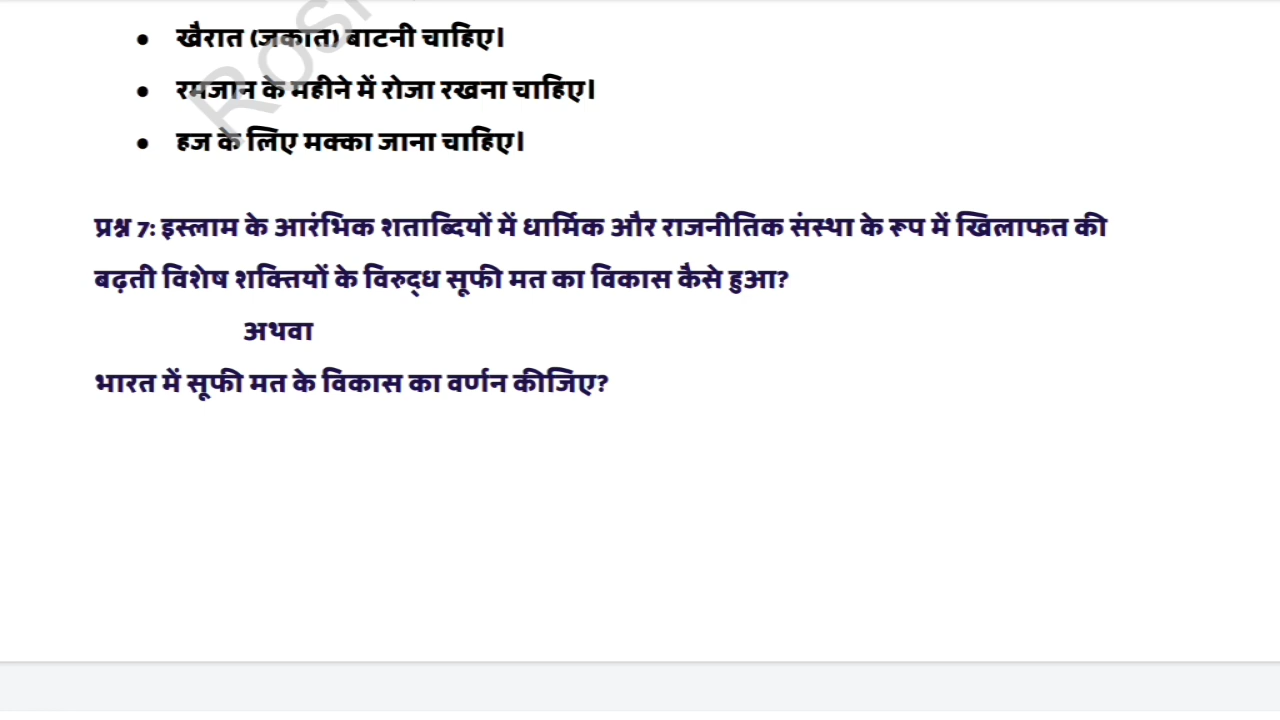 • खैरात (जकात) बाटनी चाहिए।
• रमजान के महीने में रोजा रखना चाहिए।
• हज के लिए मक्का जाना चाहिए।
प्रश्न 7: इस्लाम के आरंभिक शताब्दियों में धार्मिक और राजनीतिक संस्था के रूप में खिलाफत की
बढ़ती विशेष शक्तियों के विरुद्ध सूफी मत का विकास कैसे हुआ?
अथवा
भारत में सूफी मत के विकास का वर्णन कीजिए?